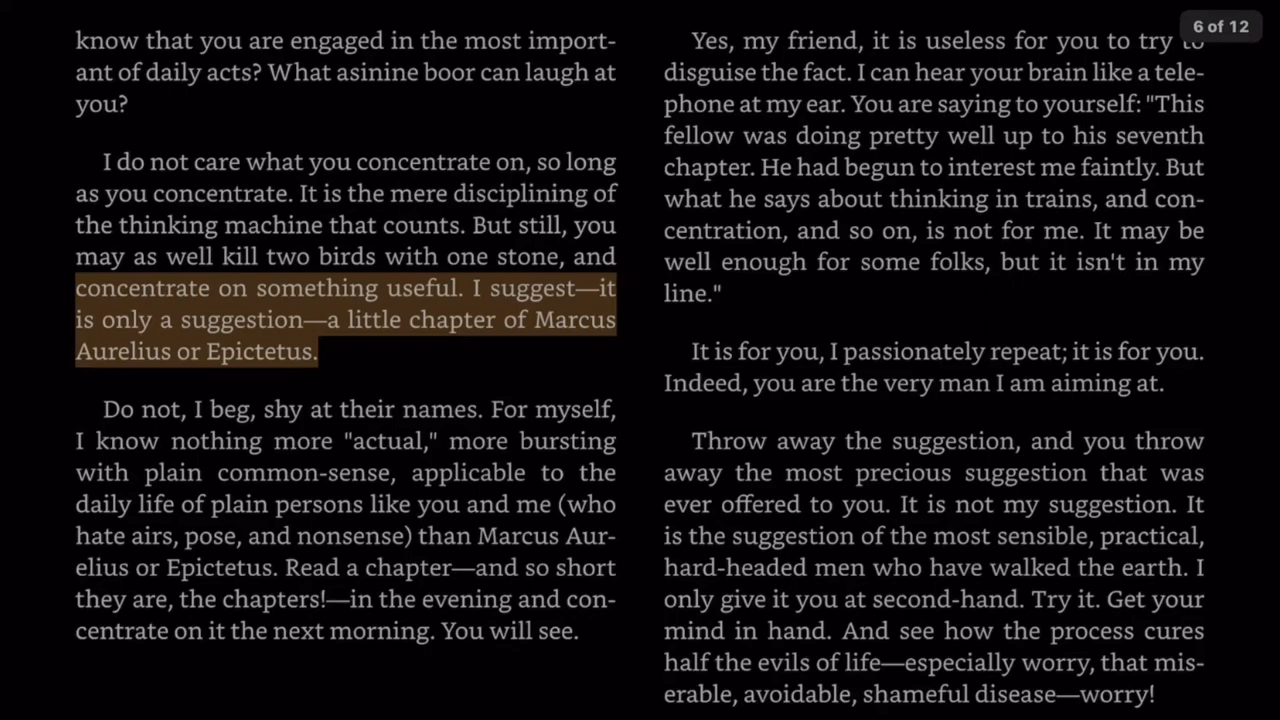 know that you are engaged in the most import-
ant of daily acts? What asinine boor can laugh at
you?
I do not care what you concentrate on, so long
as you concentrate. It is the mere disciplining of
the thinking machine that counts. But still, you
may as well kill two birds with one stone, and
concentrate on something useful. I suggest—it
is only a suggestion—a little chapter of Marcus
Aurelius or Epictetus.
Do not, I beg, shy at their names. For myself,
I know nothing more "actual," more bursting
with plain common-sense, applicable to the
daily life of plain persons like you and me (who
hate airs, pose, and nonsense) than Marcus Aur-
elius or Epictetus. Read a chapter—and so short
they are, the chapters!—in the evening and con-
centrate on it the next morning. You will see.
6 of 12
Yes, my friend, it is useless for you to try to
disguise the fact. I can hear your brain like a tele-
phone at my ear. You are saying to yourself: "This
fellow was doing pretty well up to his seventh
chapter. He had begun to interest me faintly. But
what he says about thinking in trains, and con-
centration, and so on, is not for me. It may be
well enough for some folks, but it isn't in my
line."
It is for you, I passionately repeat; it is for you.
Indeed, you are the very man I am aiming at.
Throw away the suggestion, and you throw
away the most precious suggestion that was
ever offered to you. It is not my suggestion. It
is the suggestion of the most sensible, practical,
hard-headed men who have walked the earth. I
only give it you at second-hand. Try it. Get your
mind in hand. And see how the process cures
half the evils of life—especially worry, that mis-
erable, avoidable, shameful disease—worry!